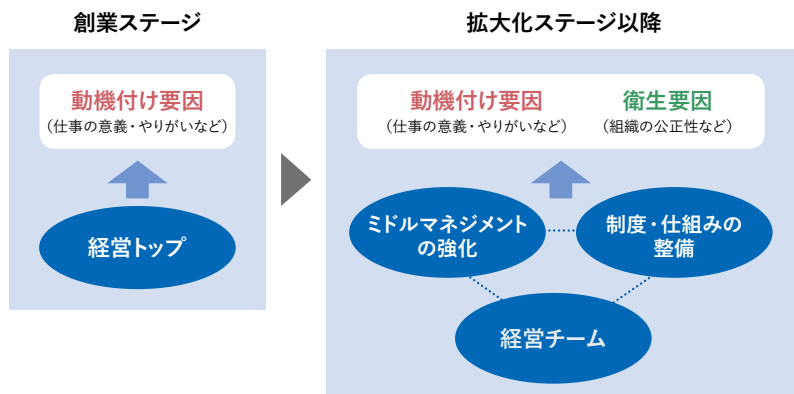 創業ステージ
動機付け要因
（仕事の意義・やりがいなど）
経営トップ
拡大化ステージ以降
動機付け要因
（仕事の意義・やりがいなど）
衛生要因
（組織の公正性など）
ミドルマネジメント
の強化
制度・仕組みの
整備
経営チーム